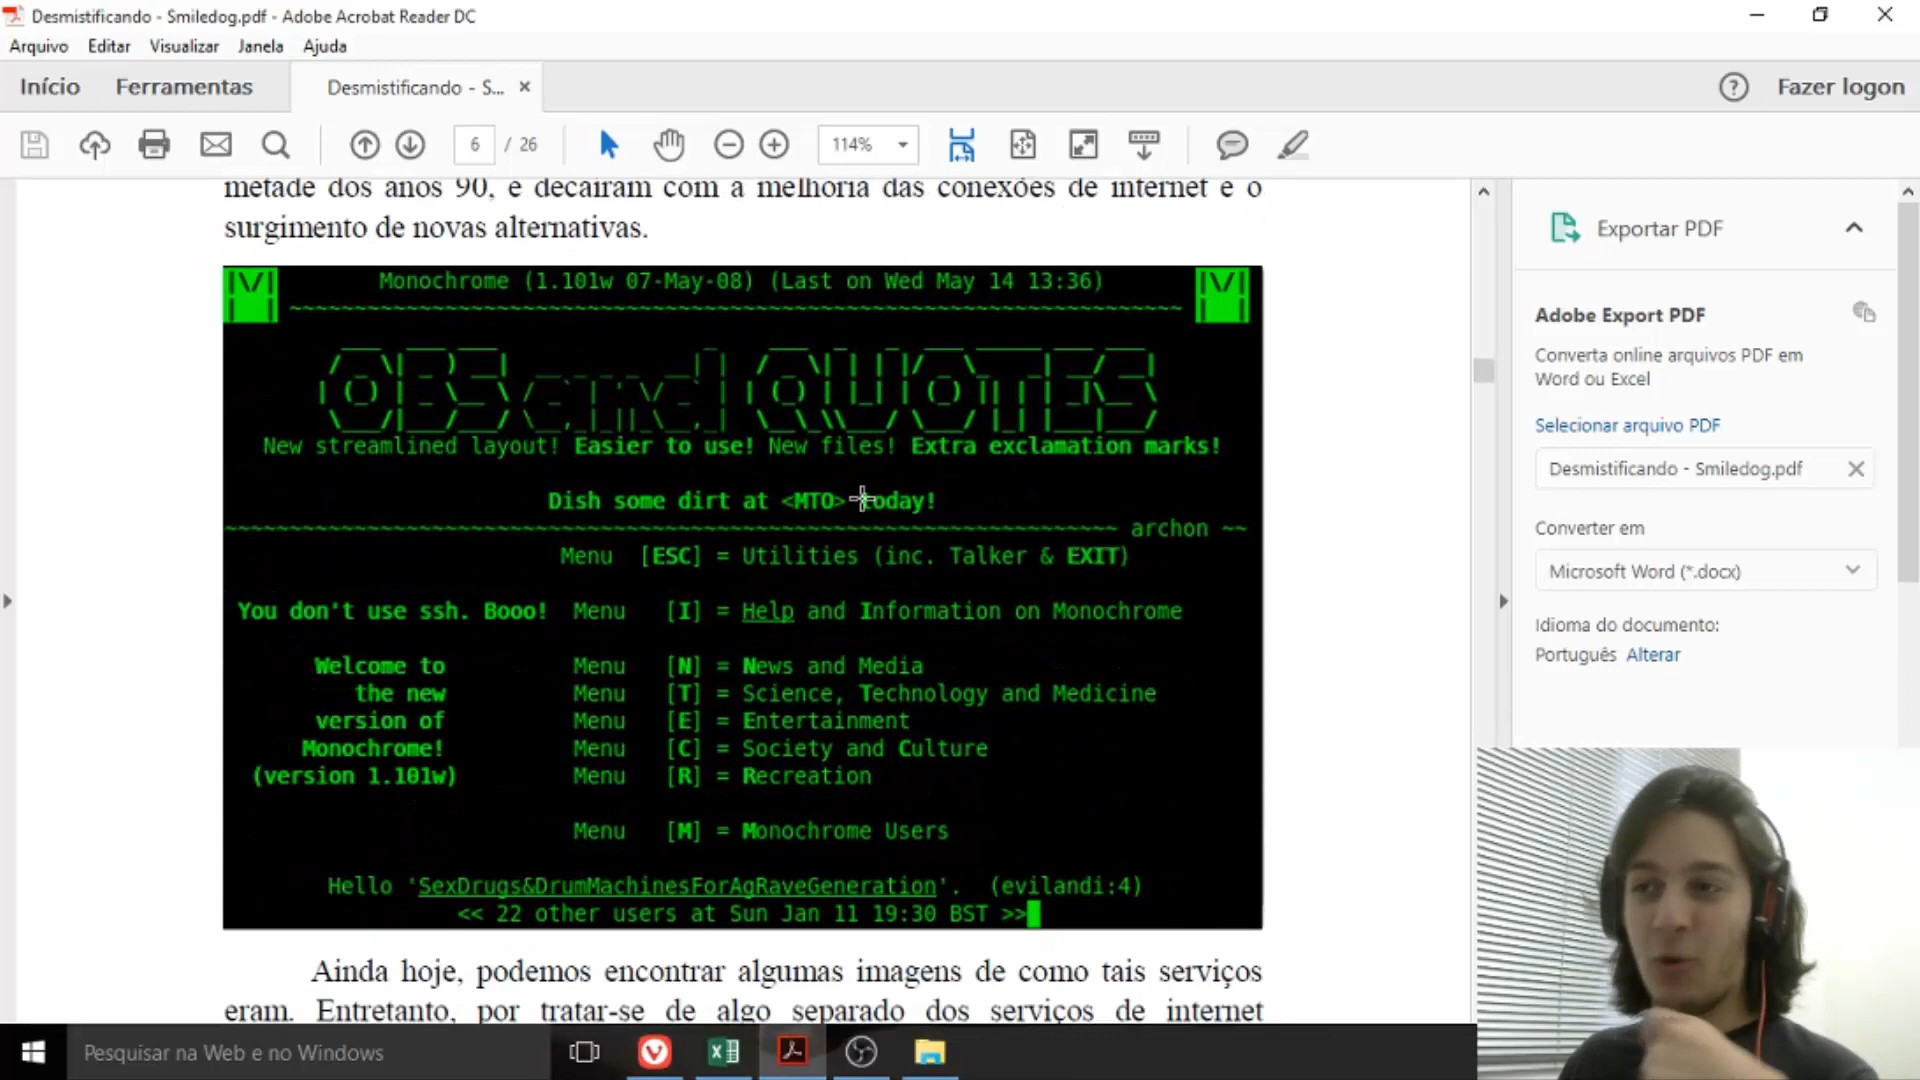 Desmistificando - Smiledog.pdf - Adobe Acrobat Reader DC
Arquivo Editar Visualizar Janela Ajuda
Início Ferramentas Desmistificando - S... Fazer logon
6 / 26 114%
metade dos anos 90, e decaíram com a melhoria das conexões de internet e o
surgimento de novas alternativas.
Monochrome (1.101w 07-May-08) (Last on Wed May 14 13:36)
OBS and QUOTES
New streamlined layout! Easier to use! New files! Extra exclamation marks!
Dish some dirt at <MTO> today!
archon ~~
Menu [ESC] = Utilities (inc. Talker & EXIT)
You don't use ssh. Booo! Menu [I] = Help and Information on Monochrome
Welcome to Menu [N] = News and Media
the new Menu [T] = Science, Technology and Medicine
version of Menu [E] = Entertainment
Monochrome! Menu [C] = Society and Culture
(version 1.101w) Menu [R] = Recreation
Menu [M] = Monochrome Users
Hello 'SexDrugs&DrumMachinesForAgRaveGeneration'. (evilandi:4)
<< 22 other users at Sun Jan 11 19:30 BST >>
Ainda hoje, podemos encontrar algumas imagens de como tais serviços
eram. Entretanto, por tratar-se de algo separado dos serviços de internet
Exportar PDF
Adobe Export PDF
Converta online arquivos PDF em
Word ou Excel
Selecionar arquivo PDF
Desmistificando - Smiledog.pdf
Converter em
Microsoft Word (*.docx)
Idioma do documento:
Português Alterar
Pesquisar na Web e no Windows